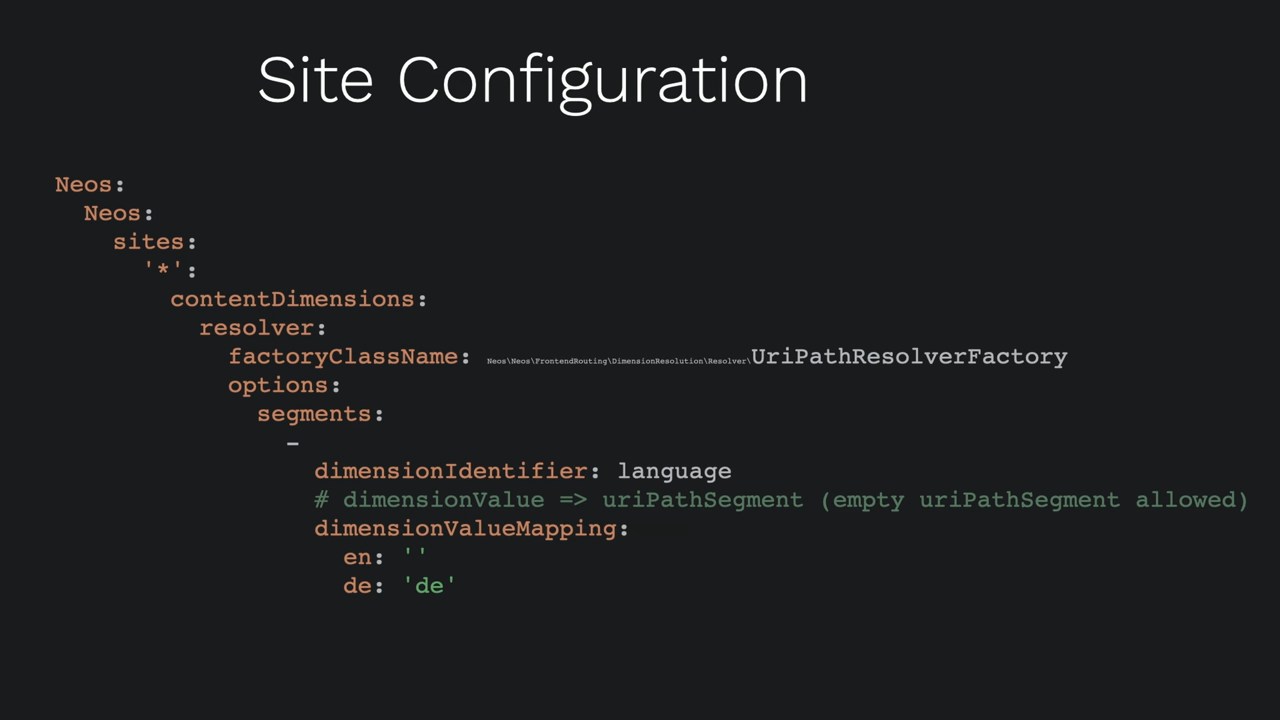 Site Configuration
Neos:
Neos:
sites:
'*':
contentDimensions:
resolver:
factoryClassName: Neos\Neos\FrontendRouting\DimensionResolution\Resolver\UriPathResolverFactory
options:
segments:
-
dimensionIdentifier: language
# dimensionValue => uriPathSegment (empty uriPathSegment allowed)
dimensionValueMapping:
en: ''
de: 'de'